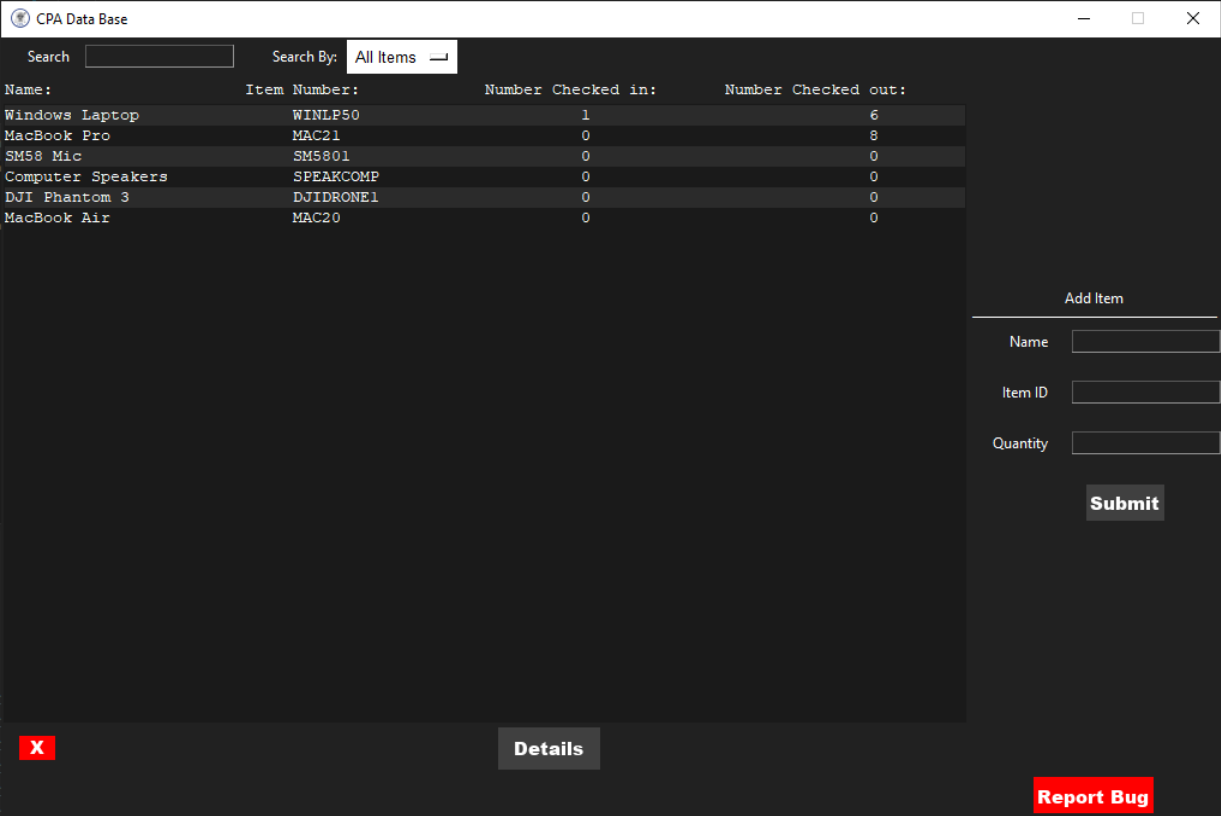 CPA Data Base
Search Search By: All Items
Name: Item Number: Number Checked in: Number Checked out:
Windows Laptop WINLP50 1 6
MacBook Pro MAC21 0 8
SM58 Mic SM5801 0 0
Computer Speakers SPEAKCOMP 0 0
DJI Phantom 3 DJIDRONE1 0 0
MacBook Air MAC20 0 0
Add Item
Name
Item ID
Quantity
Submit
X Details
Report Bug